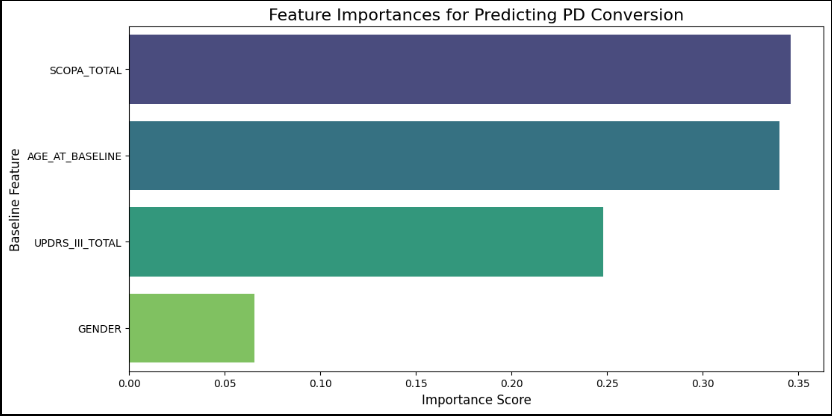 Feature Importances for Predicting PD Conversion
Baseline Feature
SCOPA_TOTAL
AGE_AT_BASELINE
UPDRS_III_TOTAL
GENDER
0.00 0.05 0.10 0.15 0.20 0.25 0.30 0.35
Importance Score